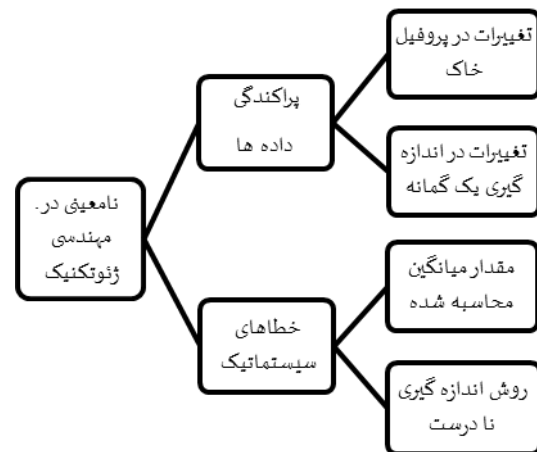 نامعینی در.
مهندسی
ژئوتکنیک
پراکندگی
داده ها
تغییرات در پروفیل
خاک
تغییرات در اندازه
گیری یک گمانه
خطاهای
سیستماتیک
مقدار میانگین
محاسبه شده
روش اندازه گیری
نا درست